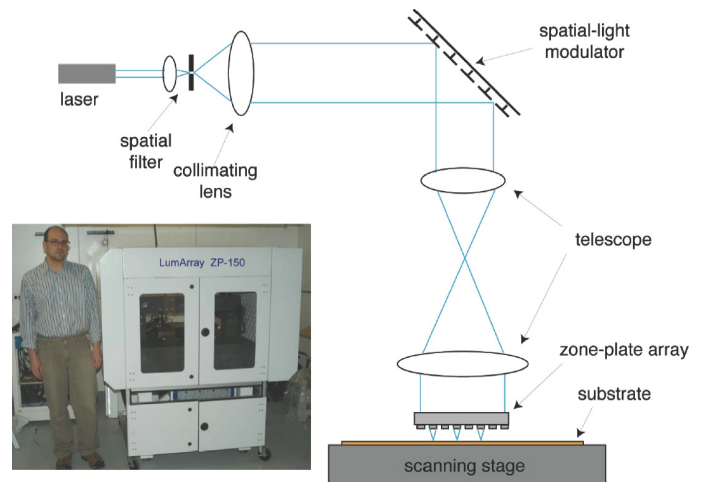 spatial-light
modulator
laser
spatial
filter
collimating
lens
telescope
LumArray ZP-150
zone-plate array
substrate
scanning stage